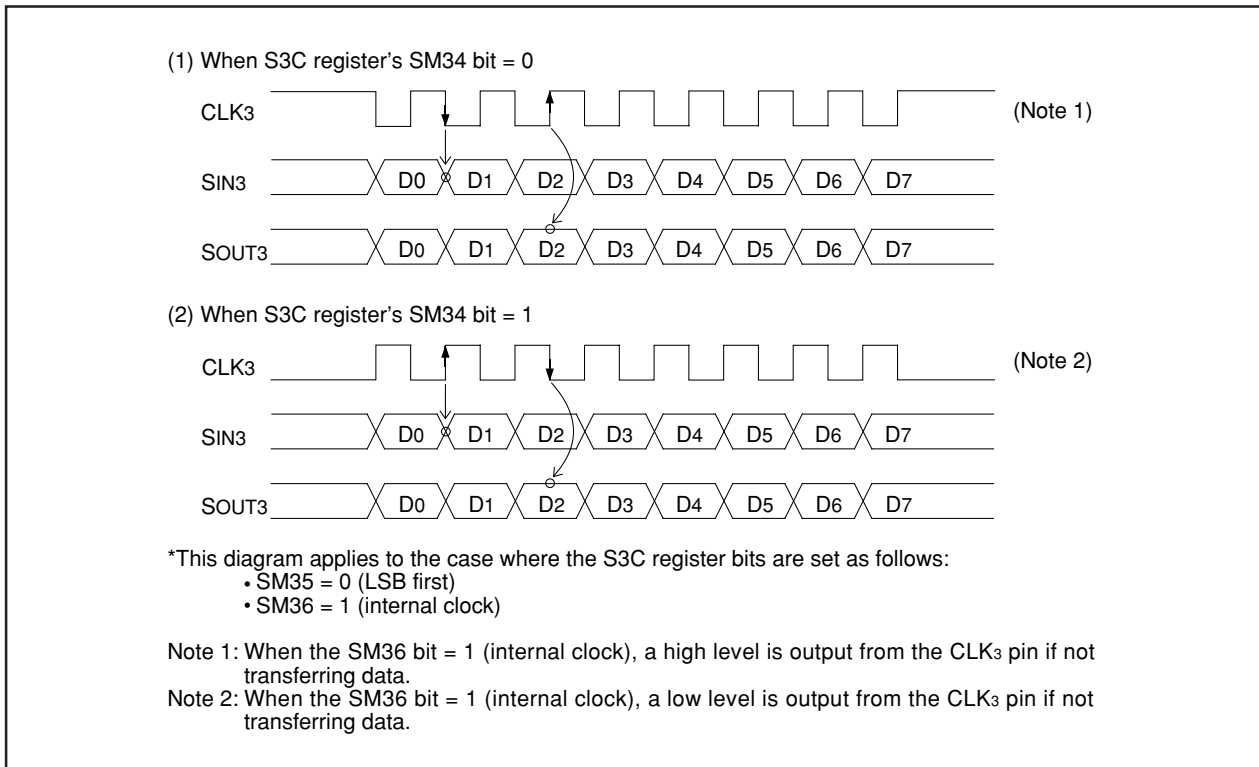 (1) When S3C register's SM34 bit = 0
CLK3
(Note 1)
SIN3
D0 D1 D2 D3 D4 D5 D6 D7
SOUT3
D0 D1 D2 D3 D4 D5 D6 D7
(2) When S3C register's SM34 bit = 1
CLK3
(Note 2)
SIN3
D0 D1 D2 D3 D4 D5 D6 D7
SOUT3
D0 D1 D2 D3 D4 D5 D6 D7
*This diagram applies to the case where the S3C register bits are set as follows:
• SM35 = 0 (LSB first)
• SM36 = 1 (internal clock)
Note 1: When the SM36 bit = 1 (internal clock), a high level is output from the CLK3 pin if not
transferring data.
Note 2: When the SM36 bit = 1 (internal clock), a low level is output from the CLK3 pin if not
transferring data.